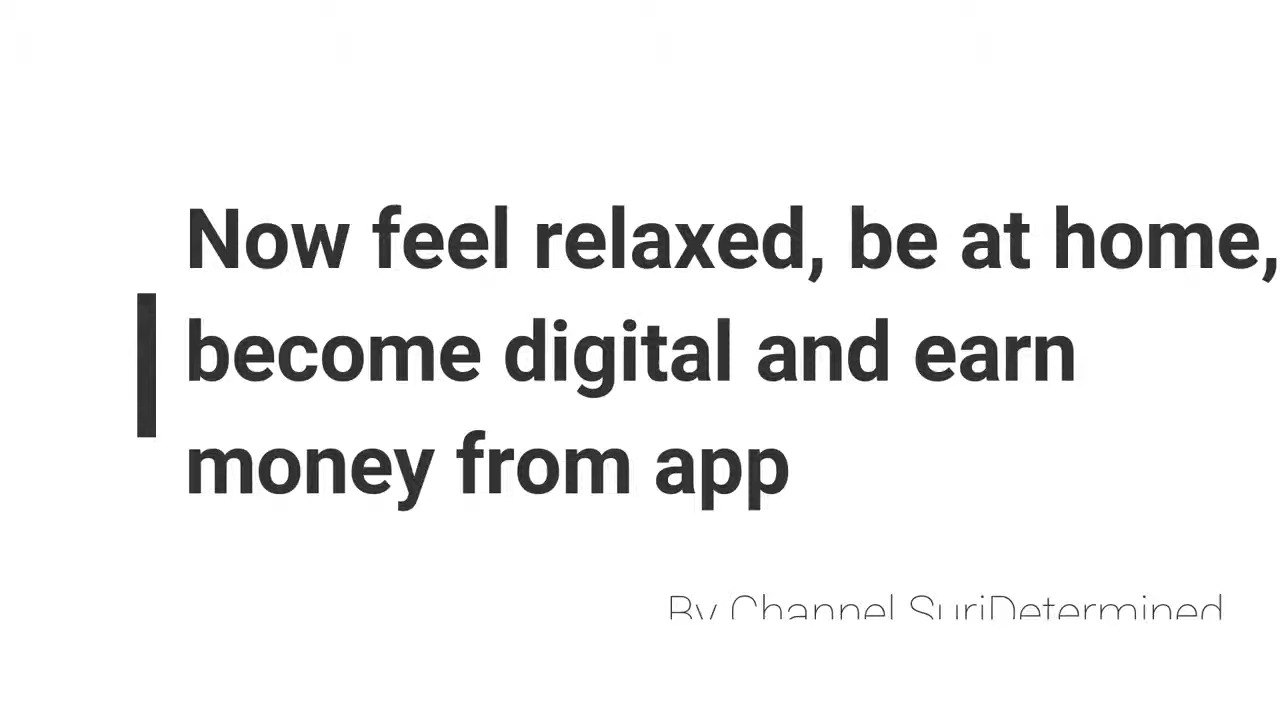 Now feel relaxed, be at home,
become digital and earn
money from app
By Channel SuriDetermined